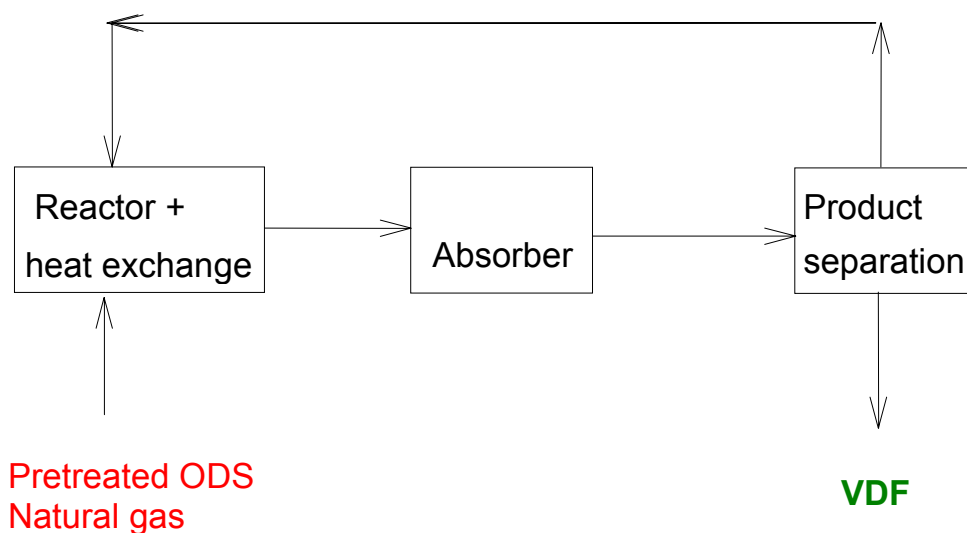 Reactor +
heat exchange
Absorber
Product
separation
Pretreated ODS
Natural gas
VDF